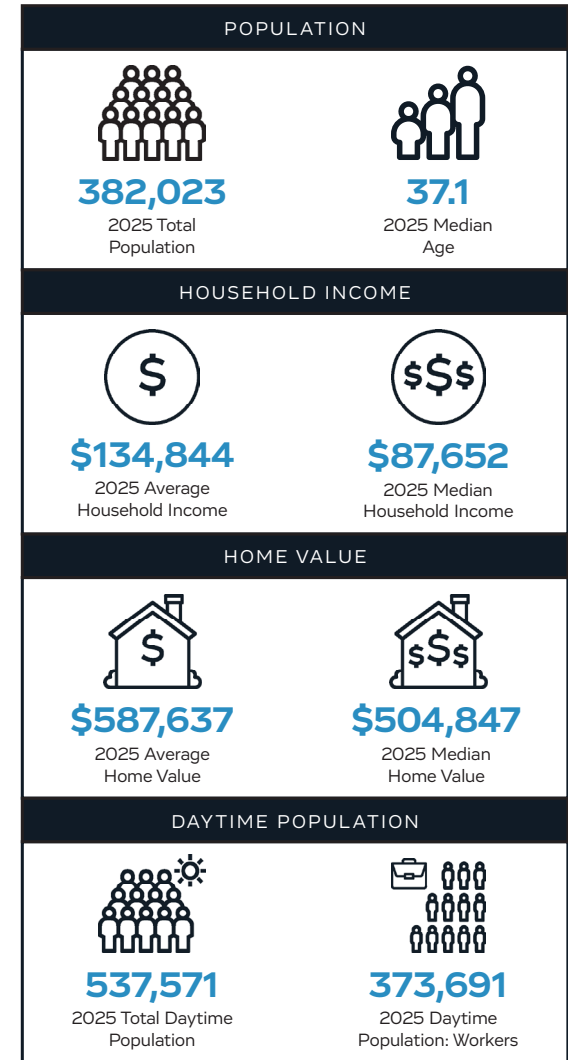 POPULATION
382,023
2025 Total
Population
37.1
2025 Median
Age
HOUSEHOLD INCOME
$
$134,844
2025 Average
Household Income
$$$
$87,652
2025 Median
Household Income
HOME VALUE
$
$587,637
2025 Average
Home Value
$$$
$504,847
2025 Median
Home Value
DAYTIME POPULATION
537,571
2025 Total Daytime
Population
373,691
2025 Daytime
Population: Workers